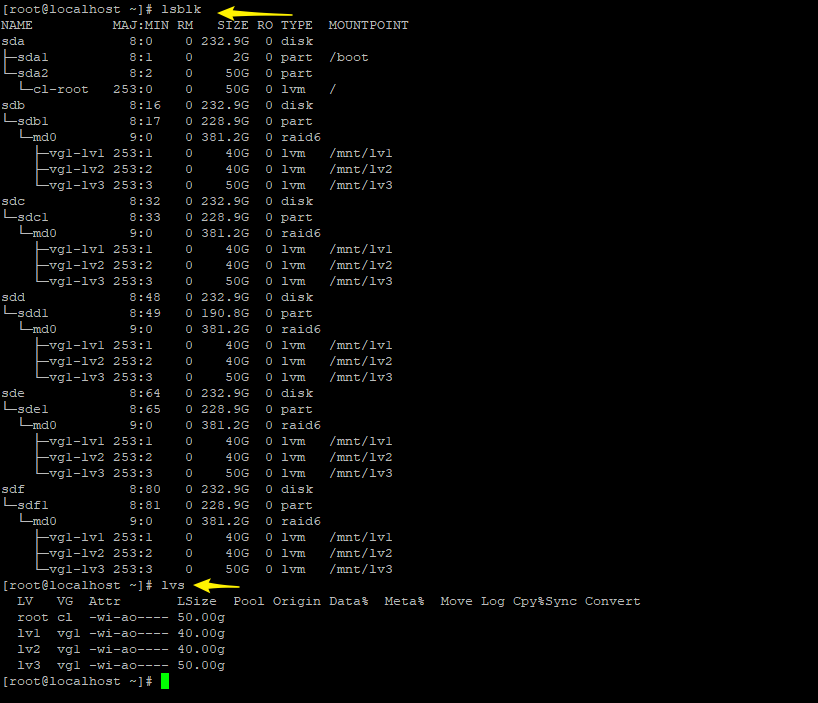 [root@localhost ~]# lsblk
NAME          MAJ:MIN RM   SIZE RO TYPE  MOUNTPOINT
sda             8:0    0 232.9G  0 disk
├─sda1          8:1    0     2G  0 part  /boot
└─sda2          8:2    0    50G  0 part
  └─cl-root   253:0    0    50G  0 lvm   /
sdb             8:16   0 232.9G  0 disk
└─sdb1          8:17   0 228.9G  0 part
  └─md0         9:0    0 381.2G  0 raid6
    ├─vg1-lv1 253:1    0    40G  0 lvm   /mnt/lv1
    ├─vg1-lv2 253:2    0    40G  0 lvm   /mnt/lv2
    └─vg1-lv3 253:3    0    50G  0 lvm   /mnt/lv3
sdc             8:32   0 232.9G  0 disk
└─sdc1          8:33   0 228.9G  0 part
  └─md0         9:0    0 381.2G  0 raid6
    ├─vg1-lv1 253:1    0    40G  0 lvm   /mnt/lv1
    ├─vg1-lv2 253:2    0    40G  0 lvm   /mnt/lv2
    └─vg1-lv3 253:3    0    50G  0 lvm   /mnt/lv3
sdd             8:48   0 232.9G  0 disk
└─sdd1          8:49   0 190.8G  0 part
  └─md0         9:0    0 381.2G  0 raid6
    ├─vg1-lv1 253:1    0    40G  0 lvm   /mnt/lv1
    ├─vg1-lv2 253:2    0    40G  0 lvm   /mnt/lv2
    └─vg1-lv3 253:3    0    50G  0 lvm   /mnt/lv3
sde             8:64   0 232.9G  0 disk
└─sde1          8:65   0 228.9G  0 part
  └─md0         9:0    0 381.2G  0 raid6
    ├─vg1-lv1 253:1    0    40G  0 lvm   /mnt/lv1
    ├─vg1-lv2 253:2    0    40G  0 lvm   /mnt/lv2
    └─vg1-lv3 253:3    0    50G  0 lvm   /mnt/lv3
sdf             8:80   0 232.9G  0 disk
└─sdf1          8:81   0 228.9G  0 part
  └─md0         9:0    0 381.2G  0 raid6
    ├─vg1-lv1 253:1    0    40G  0 lvm   /mnt/lv1
    ├─vg1-lv2 253:2    0    40G  0 lvm   /mnt/lv2
    └─vg1-lv3 253:3    0    50G  0 lvm   /mnt/lv3
[root@localhost ~]# lvs
  LV   VG  Attr       LSize  Pool Origin Data%  Meta%  Move Log Cpy%Sync Convert
  root cl  -wi-ao---- 50.00g
  lv1  vg1 -wi-ao---- 40.00g
  lv2  vg1 -wi-ao---- 40.00g
  lv3  vg1 -wi-ao---- 50.00g
[root@localhost ~]#